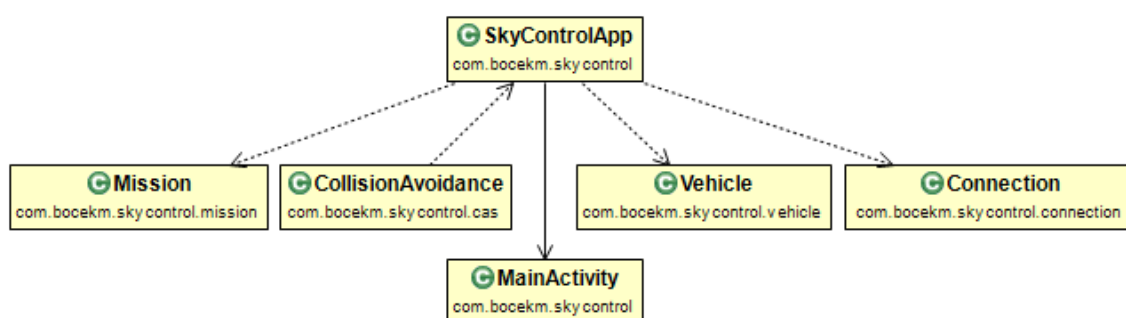 SkyControlApp
com.bocekm.skycontrol
Mission
com.bocekm.skycontrol.mission
CollisionAvoidance
com.bocekm.skycontrol.cas
Vehicle
com.bocekm.skycontrol.vehicle
Connection
com.bocekm.skycontrol.connection
MainActivity
com.bocekm.skycontrol